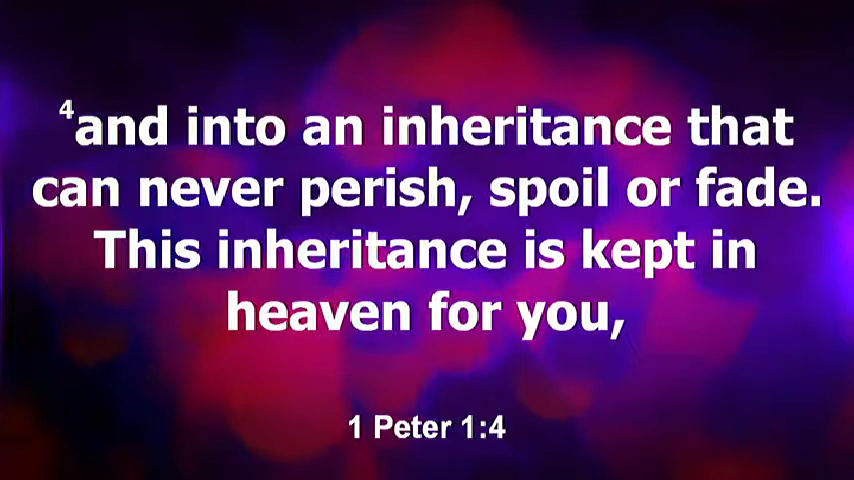 ⁴and into an inheritance that
can never perish, spoil or fade.
This inheritance is kept in
heaven for you,
1 Peter 1:4